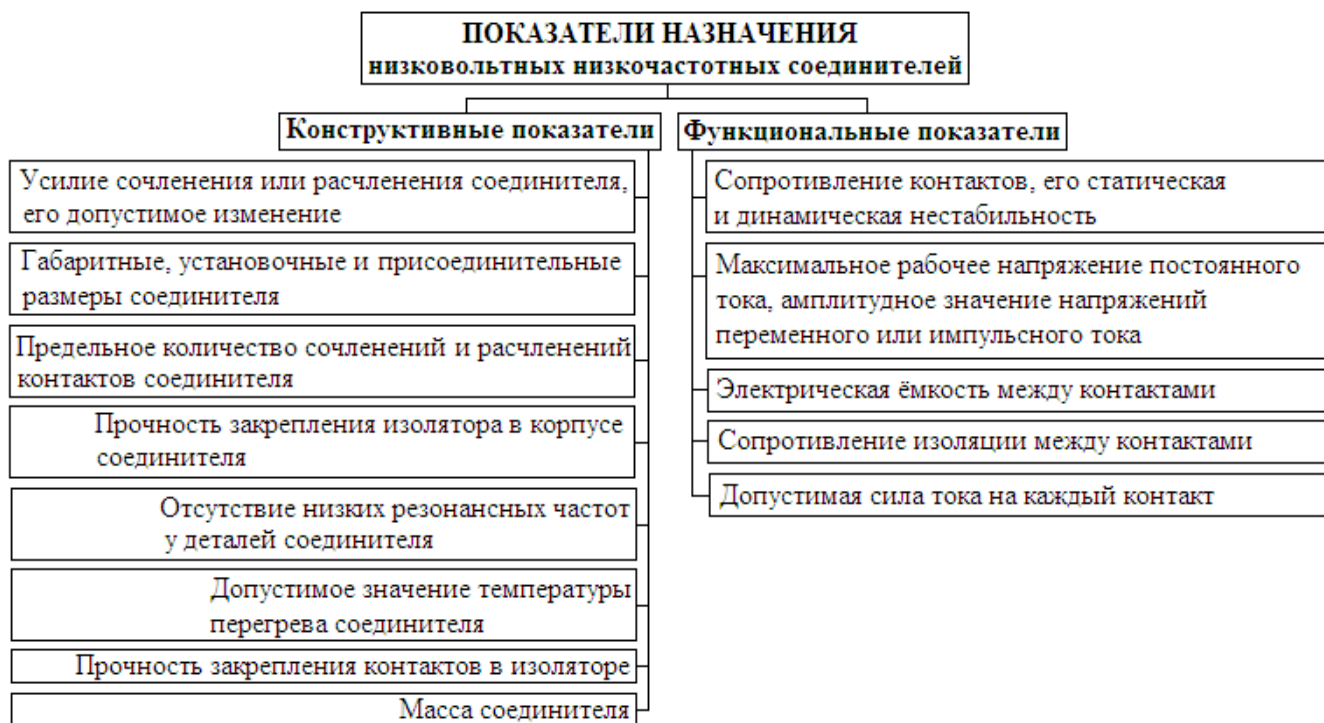 ПОКАЗАТЕЛИ НАЗНАЧЕНИЯ
низковольтных низкочастотных соединителей
Конструктивные показатели
Усилие сочленения или расчленения соединителя,
его допустимое изменение
Габаритные, установочные и присоединительные
размеры соединителя
Предельное количество сочленений и расчленений
контактов соединителя
Прочность закрепления изолятора в корпусе
соединителя
Отсутствие низких резонансных частот
у деталей соединителя
Допустимое значение температуры
перегрева соединителя
Прочность закрепления контактов в изоляторе
Масса соединителя
Функциональные показатели
Сопротивление контактов, его статическая
и динамическая нестабильность
Максимальное рабочее напряжение постоянного
тока, амплитудное значение напряжений
переменного или импульсного тока
Электрическая ёмкость между контактами
Сопротивление изоляции между контактами
Допустимая сила тока на каждый контакт